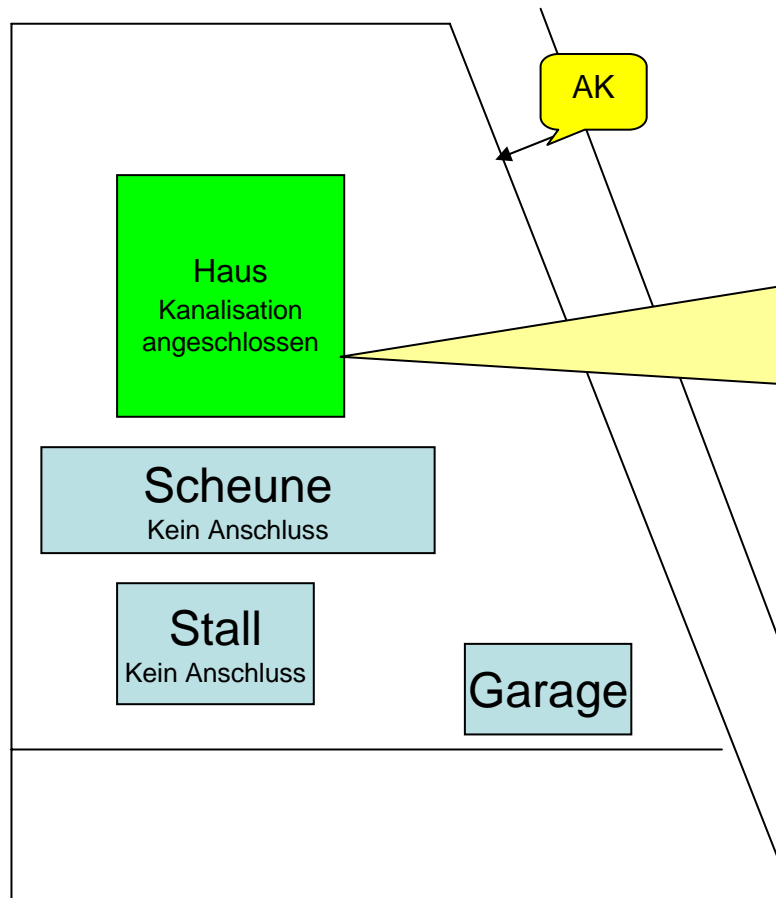 AK
Haus
Kanalisation
angeschlossen
Scheune
Kein Anschluss
Stall
Kein Anschluss
Garage